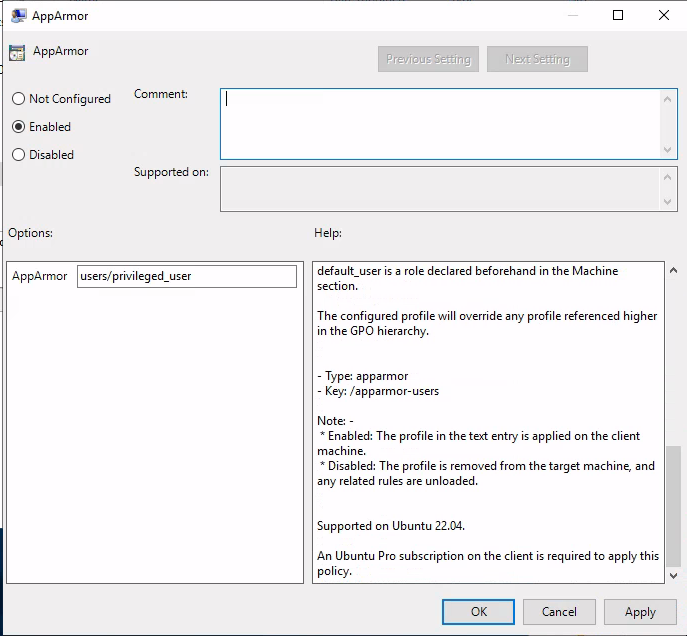 AppArmor
AppArmor
Previous Setting
Next Setting
Not Configured
Comment:
Enabled
Disabled
Supported on:
Options:
Help:
AppArmor
users/privileged_user
default_user is a role declared beforehand in the Machine
section.
The configured profile will override any profile referenced higher
in the GPO hierarchy.
- Type: apparmor
- Key: /apparmor-users
Note: -
* Enabled: The profile in the text entry is applied on the client
machine.
* Disabled: The profile is removed from the target machine, and
any related rules are unloaded.
Supported on Ubuntu 22.04.
An Ubuntu Pro subscription on the client is required to apply this
policy.
OK
Cancel
Apply